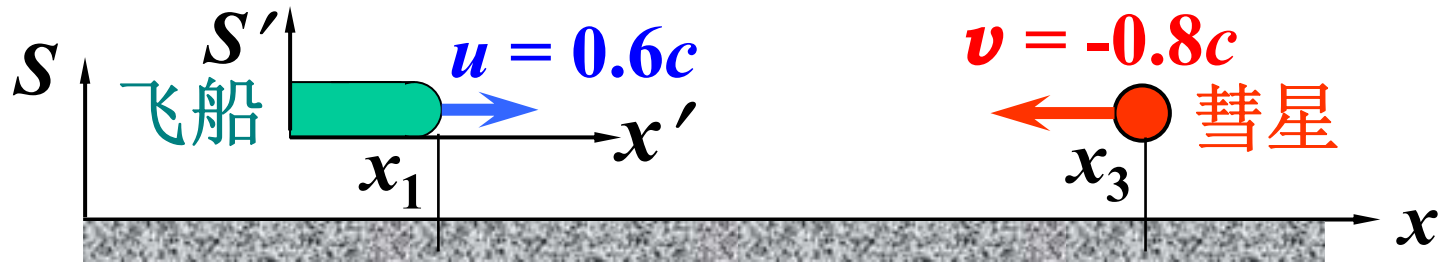 S
S′
飞船
u = 0.6c
x′
x₁
v = -0.8c
彗星
x₃
x